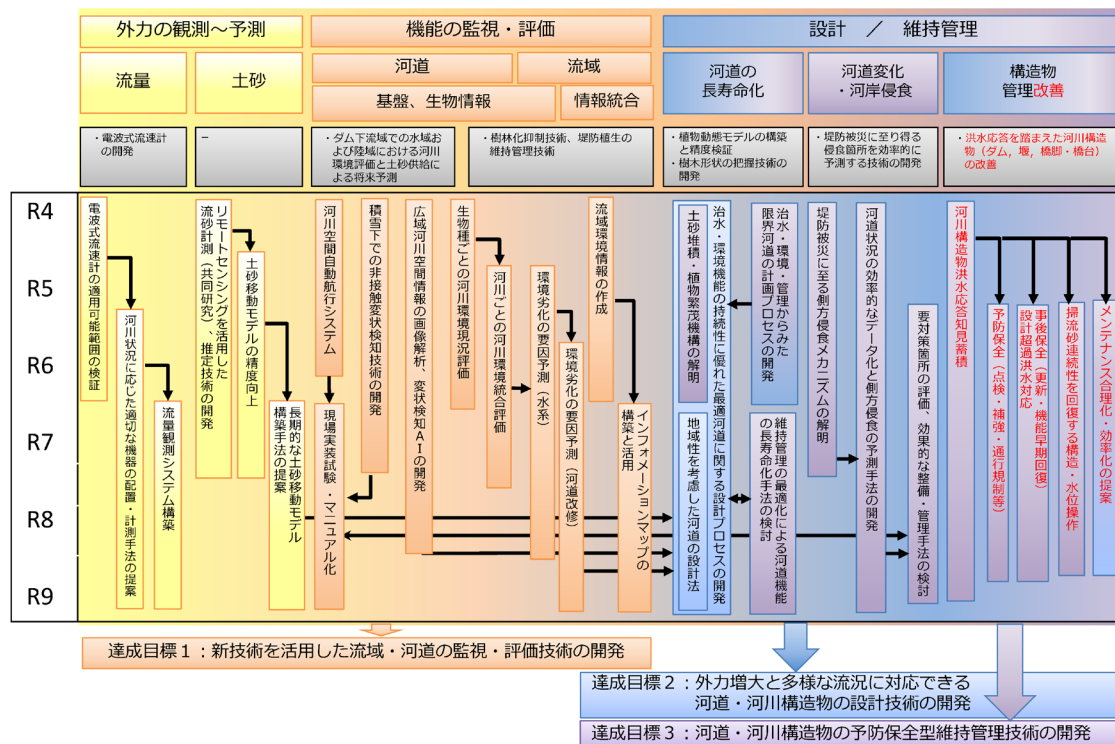 外力の観測～予測
機能の監視・評価
設計　／　維持管理
流量
土砂
河道
流域
基盤、生物情報
情報統合
河道の
長寿命化
河道変化
・河岸侵食
構造物
管理改善
・電波式流速計
の開発
－
・ダム下流域での水域お
よび陸域における河川
環境評価と土砂供給に
よる将来予測
・樹林化抑制技術、堤防植生の
維持管理技術
・植物動態モデルの構築
と精度検証
・樹木形状の把握技術の
開発
・堤防被災に至り得る
侵食箇所を効率的に
予測する技術の開発
・洪水応答を踏まえた河川構造
物（ダム，堰，橋脚・橋台）
の改善
R4
R5
R6
R7
R8
R9
電波式流速計の適用可能範囲の検証
河川状況に応じた適切な機器の配置・計測手法の提案
流量観測システム構築
リモートセンシングを活用した
流砂計測（共同研究）、推定技術の開発
土砂移動モデルの精度向上
長期的な土砂移動モデル
構築手法の提案
河川空間自動航行システム
現場実装試験・マニュアル化
積雪下での非接触変状検知技術の開発
広域河川空間情報の画像解析、変状検知ＡＩの開発
生物種ごとの河川環境現況評価
河川ごとの河川環境統合評価
環境劣化の要因予測（水系）
環境劣化の要因予測（河道改修）
流域環境情報の作成
インフォメーションマップの
構築と活用
土砂堆積・植物繁茂機構の解明
地域性を考慮した河道の設計法
治水・環境機能の持続性に優れた最適河道に関する設計プロセスの開発
治水・環境・管理からみた
限界河道の計画プロセスの開発
維持管理の最適化による河道機能
の長寿命化手法の検討
堤防被災に至る側方侵食メカニズムの解明
河道状況の効率的なデータ化と側方侵食の予測手法の開発
要対策箇所の評価、効果的な整備・管理手法の検討
河川構造物洪水応答知見蓄積
予防保全（点検・補強・通行規制等）
事後保全（更新・機能早期回復）
設計超過洪水対応
掃流砂連続性を回復する構造・水位操作
メンテナンス合理化・効率化の提案
達成目標１：新技術を活用した流域・河道の監視・評価技術の開発
達成目標２：外力増大と多様な流況に対応できる
河道・河川構造物の設計技術の開発
達成目標３：河道・河川構造物の予防保全型維持管理技術の開発